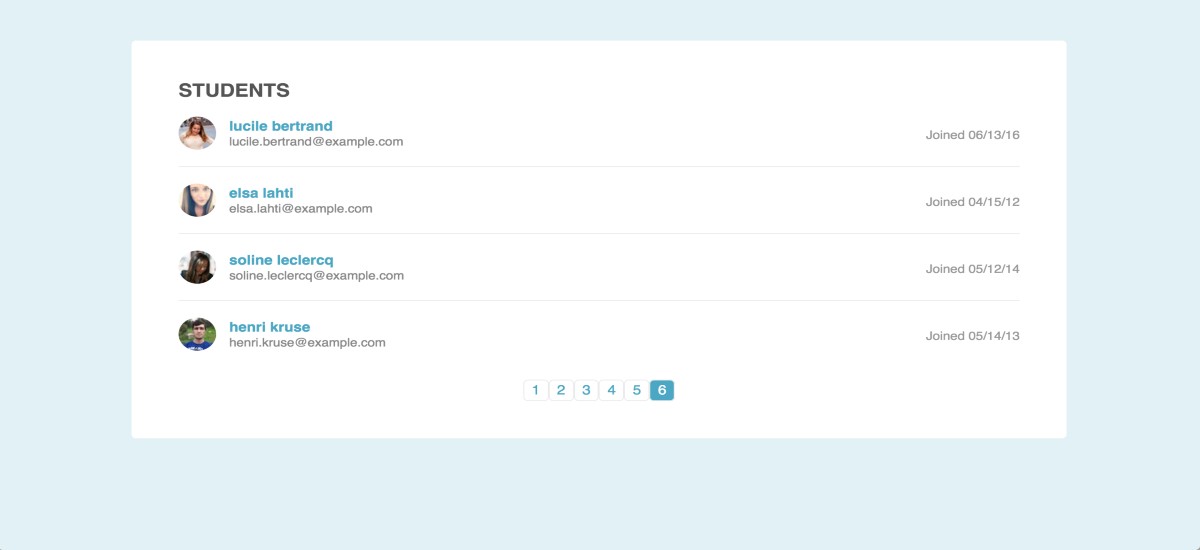 STUDENTS
lucile bertrand
lucile.bertrand@example.com
Joined 06/13/16
elsa lahti
elsa.lahti@example.com
Joined 04/15/12
soline leclercq
soline.leclercq@example.com
Joined 05/12/14
henri kruse
henri.kruse@example.com
Joined 05/14/13
1 2 3 4 5 6